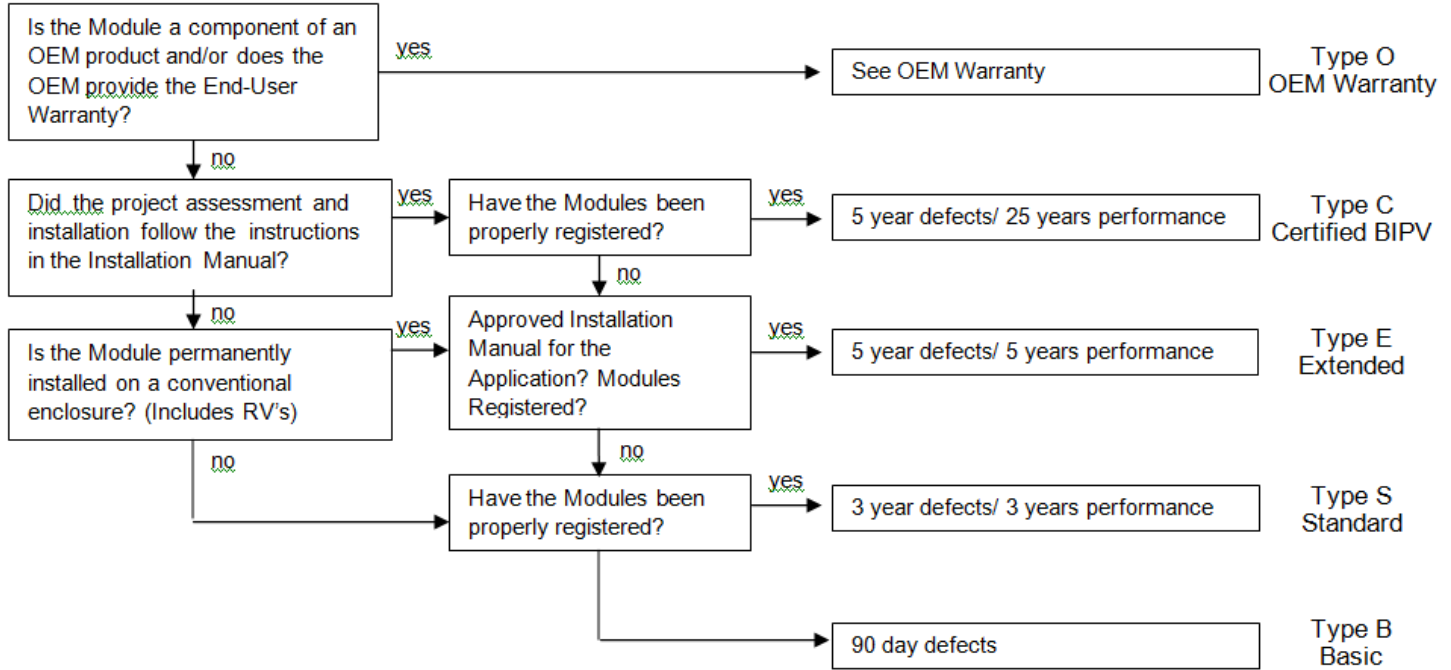 Is the Module a component of an
OEM product and/or does the
OEM provide the End-User
Warranty?
yes
See OEM Warranty
Type O
OEM Warranty
no
Did the project assessment and
installation follow the instructions
in the Installation Manual?
yes
Have the Modules been
properly registered?
yes
5 year defects/ 25 years performance
Type C
Certified BIPV
no
no
Is the Module permanently
installed on a conventional
enclosure? (Includes RV's)
yes
Approved Installation
Manual for the
Application? Modules
Registered?
yes
5 year defects/ 5 years performance
Type E
Extended
no
no
Have the Modules been
properly registered?
yes
3 year defects/ 3 years performance
Type S
Standard
90 day defects
Type B
Basic